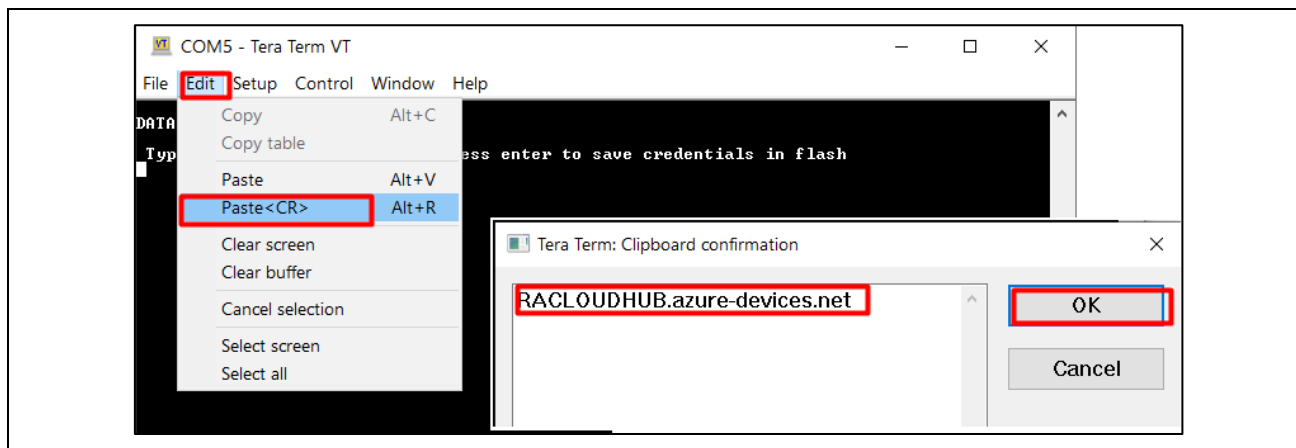 COM5 - Tera Term VT
File Edit Setup Control Window Help
DATA
Typ
ess enter to save credentials in flash
Copy Alt+C
Copy table
Paste Alt+V
Paste<CR> Alt+R
Clear screen
Clear buffer
Cancel selection
Select screen
Select all
Tera Term: Clipboard confirmation
RACLOUDHUB.azure-devices.net
OK
Cancel